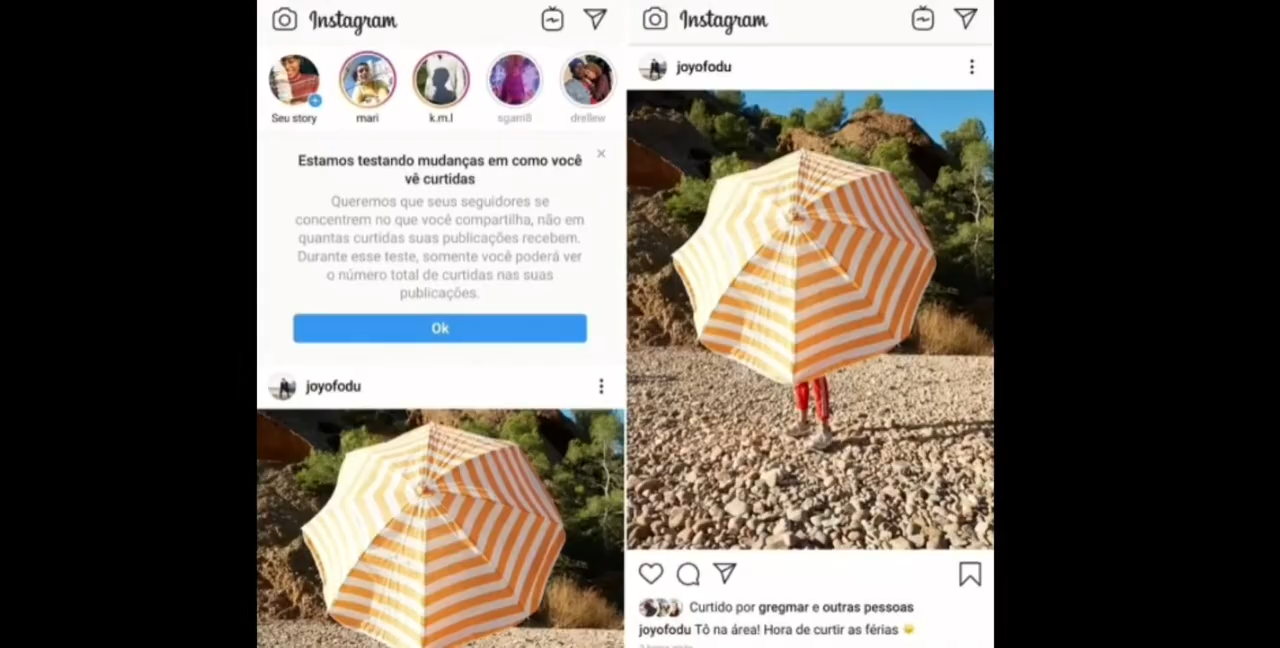 Instagram
Seu story
mari
k.m.l
sgarri8
drellew
Estamos testando mudanças em como você
vê curtidas
Queremos que seus seguidores se
concentrem no que você compartilha, não em
quantas curtidas suas publicações recebem.
Durante esse teste, somente você poderá ver
o número total de curtidas nas suas
publicações.
Ok
joyofodu
Instagram
joyofodu
Curtido por gregmar e outras pessoas
joyofodu Tô na área! Hora de curtir as férias